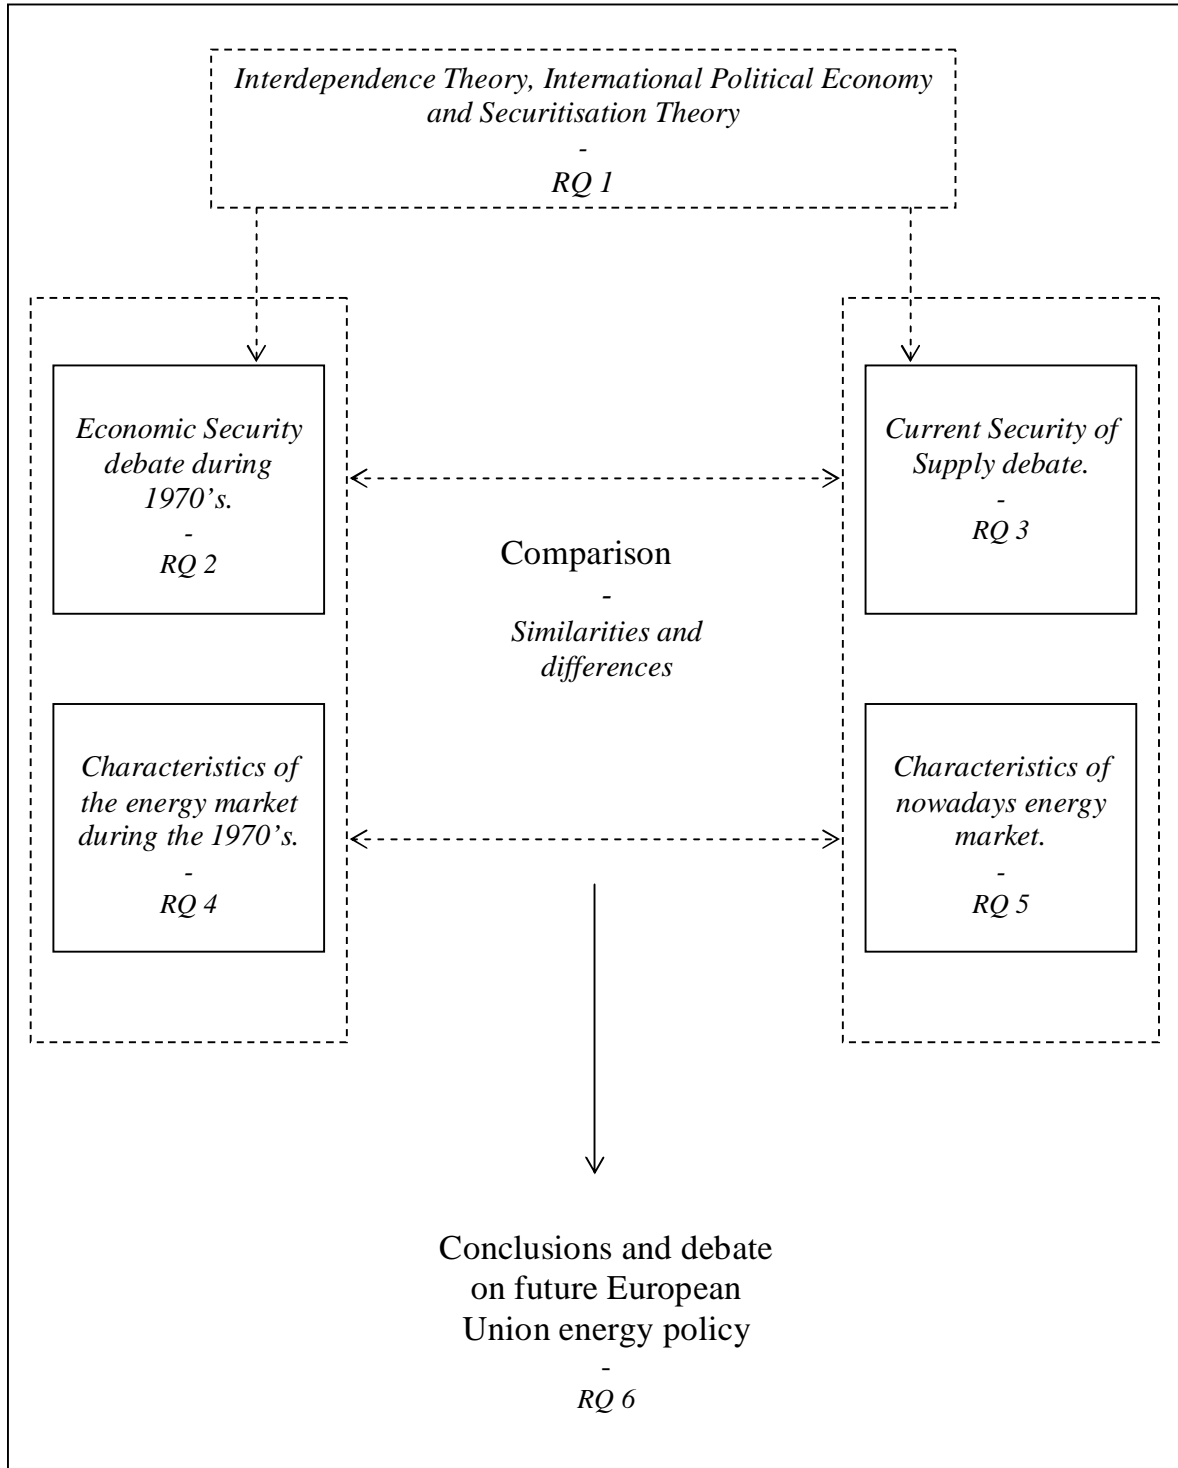 Interdependence Theory, International Political Economy
and Securitisation Theory
-
RQ 1
Economic Security
debate during
1970’s.
-
RQ 2
Current Security of
Supply debate.
-
RQ 3
Comparison
-
Similarities and
differences
Characteristics of
the energy market
during the 1970’s.
-
RQ 4
Characteristics of
nowadays energy
market.
-
RQ 5
Conclusions and debate
on future European
Union energy policy
-
RQ 6